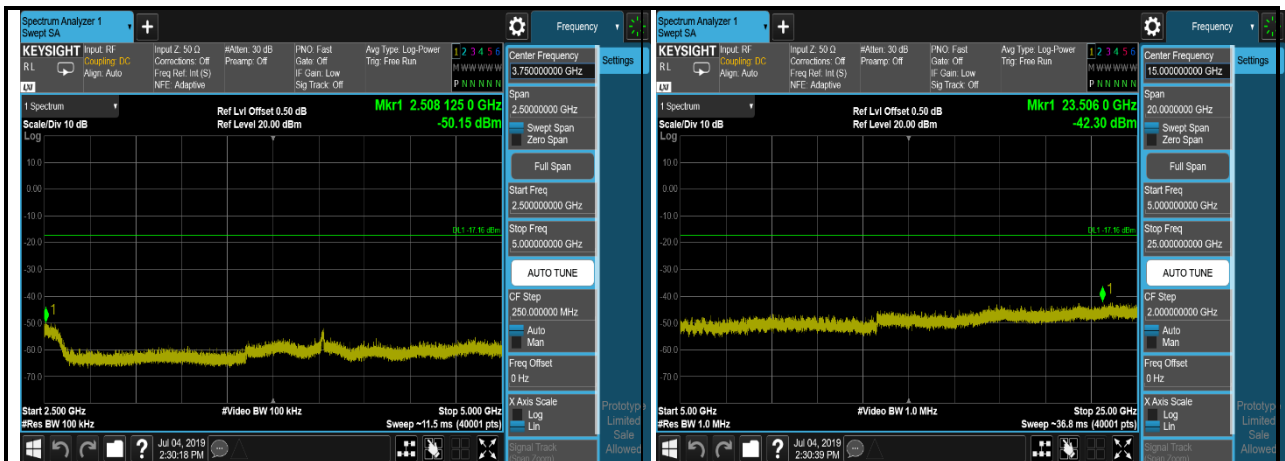 Spectrum Analyzer 1
Swept SA
+
Frequency
KEYSIGHT
Input: RF
Coupling: DC
Align: Auto
RL
Input Z: 50 Ω
Corrections: Off
Freq Ref: Int (S)
NFE: Adaptive
#Atten: 30 dB
Preamp: Off
PNO: Fast
Gate: Off
IF Gain: Low
Sig Track: Off
Avg Type: Log-Power
Trig: Free Run
1 2 3 4 5 6
M W W W W W
P N N N N N
1 Spectrum
Scale/Div 10 dB
Log
Ref Lvl Offset 0.50 dB
Ref Level 20.00 dBm
Mkr1 2.508 125 0 GHz
-50.15 dBm
10.0
0.00
-10.0
-20.0
-30.0
-40.0
-50.0
-60.0
-70.0
DL1 -17.16 dBm
1
Start 2.500 GHz
#Res BW 100 kHz
#Video BW 100 kHz
Stop 5.000 GHz
Sweep ~11.5 ms (40001 pts)
Jul 04, 2019
2:30:18 PM
Center Frequency
3.750000000 GHz
Settings
Span
2.50000000 GHz
Swept Span
Zero Span
Full Span
Start Freq
2.500000000 GHz
Stop Freq
5.000000000 GHz
AUTO TUNE
CF Step
250.000000 MHz
Auto
Man
Freq Offset
0 Hz
X Axis Scale
Log
Lin
Signal Track
(Span Zoom)
Prototype
Limited
Sale
Allowed
Spectrum Analyzer 1
Swept SA
+
Frequency
KEYSIGHT
Input: RF
Coupling: DC
Align: Auto
RL
Input Z: 50 Ω
Corrections: Off
Freq Ref: Int (S)
NFE: Adaptive
#Atten: 30 dB
Preamp: Off
PNO: Fast
Gate: Off
IF Gain: Low
Sig Track: Off
Avg Type: Log-Power
Trig: Free Run
1 2 3 4 5 6
M W W W W W
P N N N N N
1 Spectrum
Scale/Div 10 dB
Log
Ref Lvl Offset 0.50 dB
Ref Level 20.00 dBm
Mkr1 23.506 0 GHz
-42.30 dBm
10.0
0.00
-10.0
-20.0
-30.0
-40.0
-50.0
-60.0
-70.0
DL1 -17.16 dBm
1
Start 5.00 GHz
#Res BW 1.0 MHz
#Video BW 1.0 MHz
Stop 25.00 GHz
Sweep ~36.8 ms (40001 pts)
Jul 04, 2019
2:30:39 PM
Center Frequency
15.000000000 GHz
Settings
Span
20.0000000 GHz
Swept Span
Zero Span
Full Span
Start Freq
5.000000000 GHz
Stop Freq
25.000000000 GHz
AUTO TUNE
CF Step
2.000000000 GHz
Auto
Man
Freq Offset
0 Hz
X Axis Scale
Log
Lin
Signal Track
(Span Zoom)
Prototype
Limited
Sale
Allowed